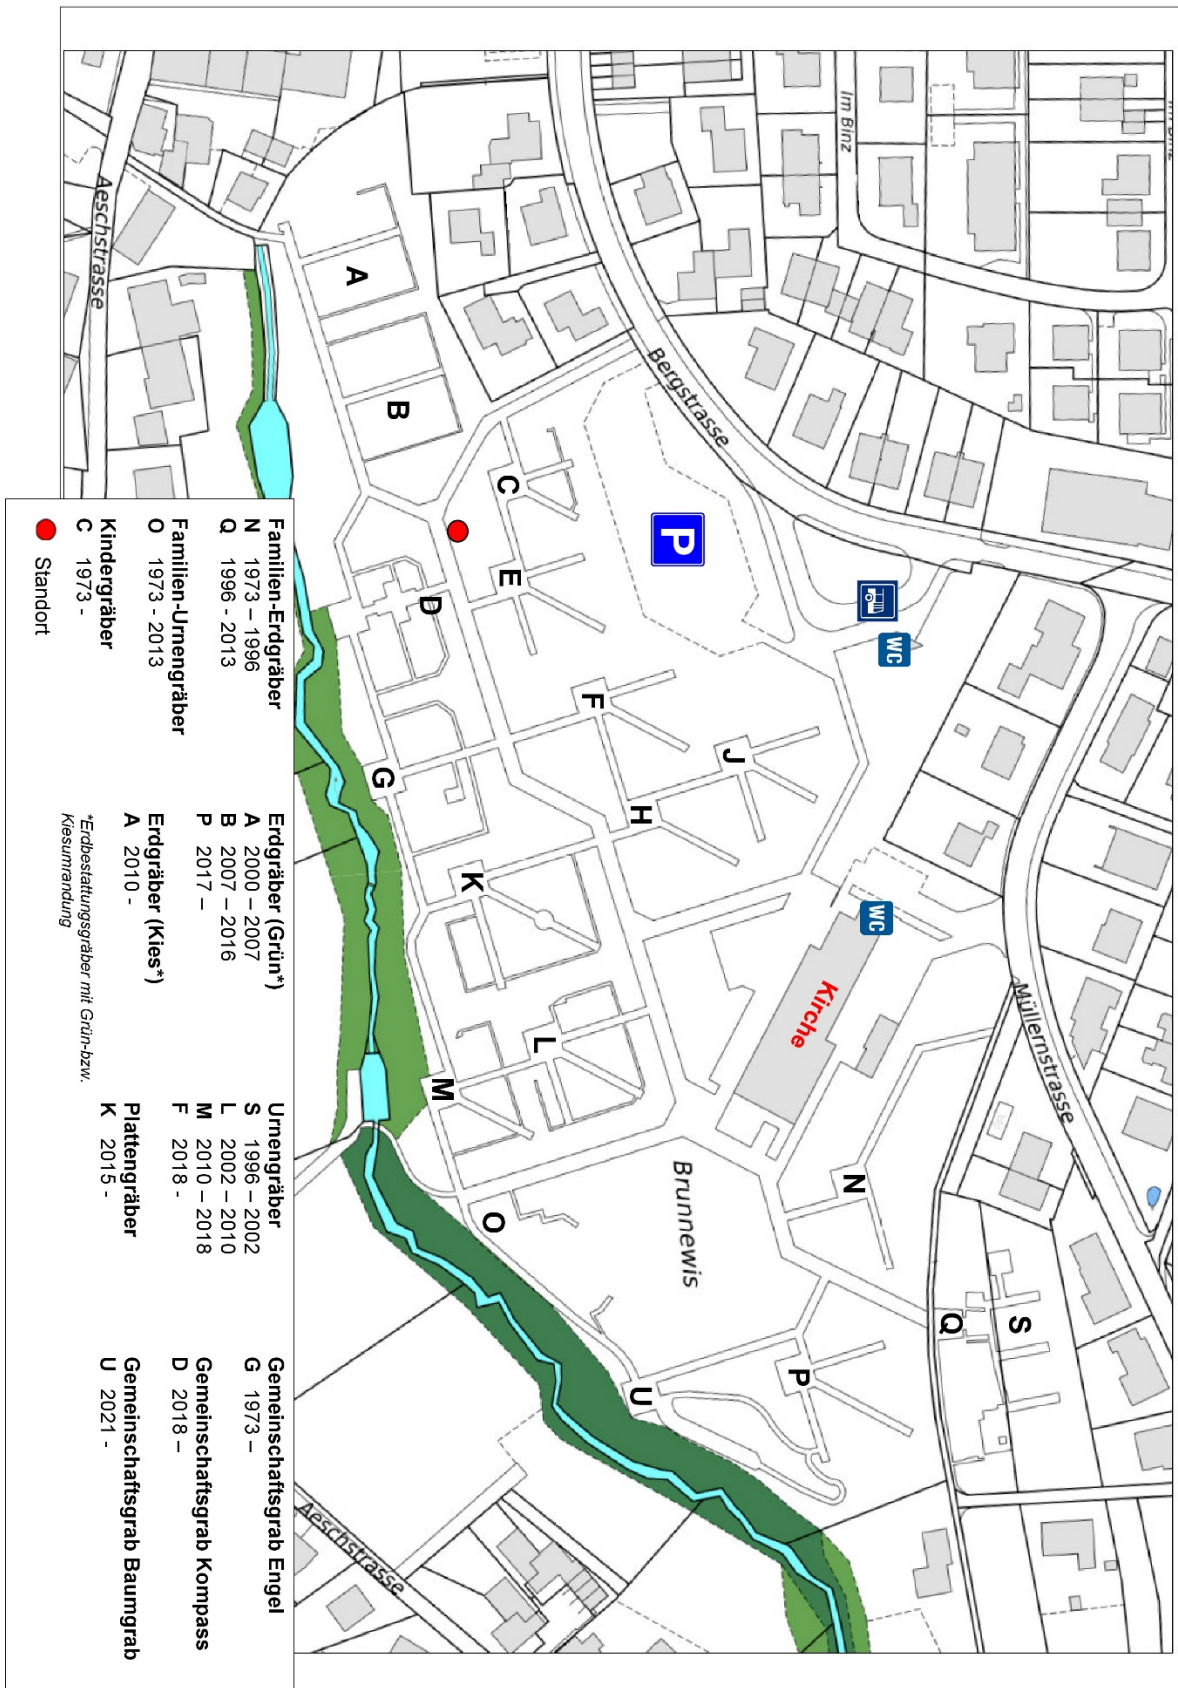 Im Binz
Im Binz
Aeschstrasse
Bergstrasse
A
B
C
P
E
D
WC
F
J
G
H
K
WC
Kirche
Müllernstrasse
L
M
N
Brunnewis
O
Q
S
P
U
Aeschstrasse
Familien-Erdgräber
N 1973 – 1996
Q 1996 - 2013
Familien-Urnengräber
O 1973 - 2013
Kindergräber
C 1973 -
Standort
Erdgräber (Grün*)
A 2000 – 2007
B 2007 – 2016
P 2017 –
Erdgräber (Kies*)
A 2010 -
*Erdbestattungsgräber mit Grün-bzw.
Kiesumrandung
Urnengräber
S 1996 – 2002
L 2002 – 2010
M 2010 – 2018
F 2018 -
Plattengräber
K 2015 -
Gemeinschaftsgrab Engel
G 1973 –
Gemeinschaftsgrab Kompass
D 2018 –
Gemeinschaftsgrab Baumgrab
U 2021 -